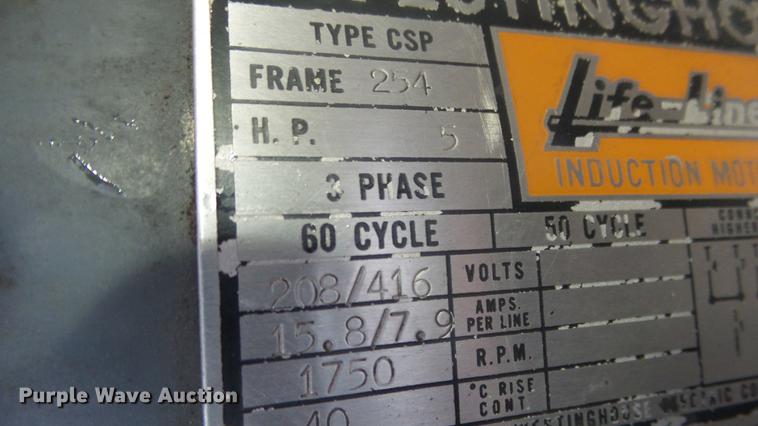 TYPE CSP
FRAME 254
Life-Line
H. P. 5
INDUCTION
3 PHASE
60 CYCLE 50 CYCLE
208/416 VOLTS
15.8/7.9 AMPS. PER LINE
1750 R.P.M.
40 °C RISE CONT.
WESTINGHOUSE
Purple Wave Auction